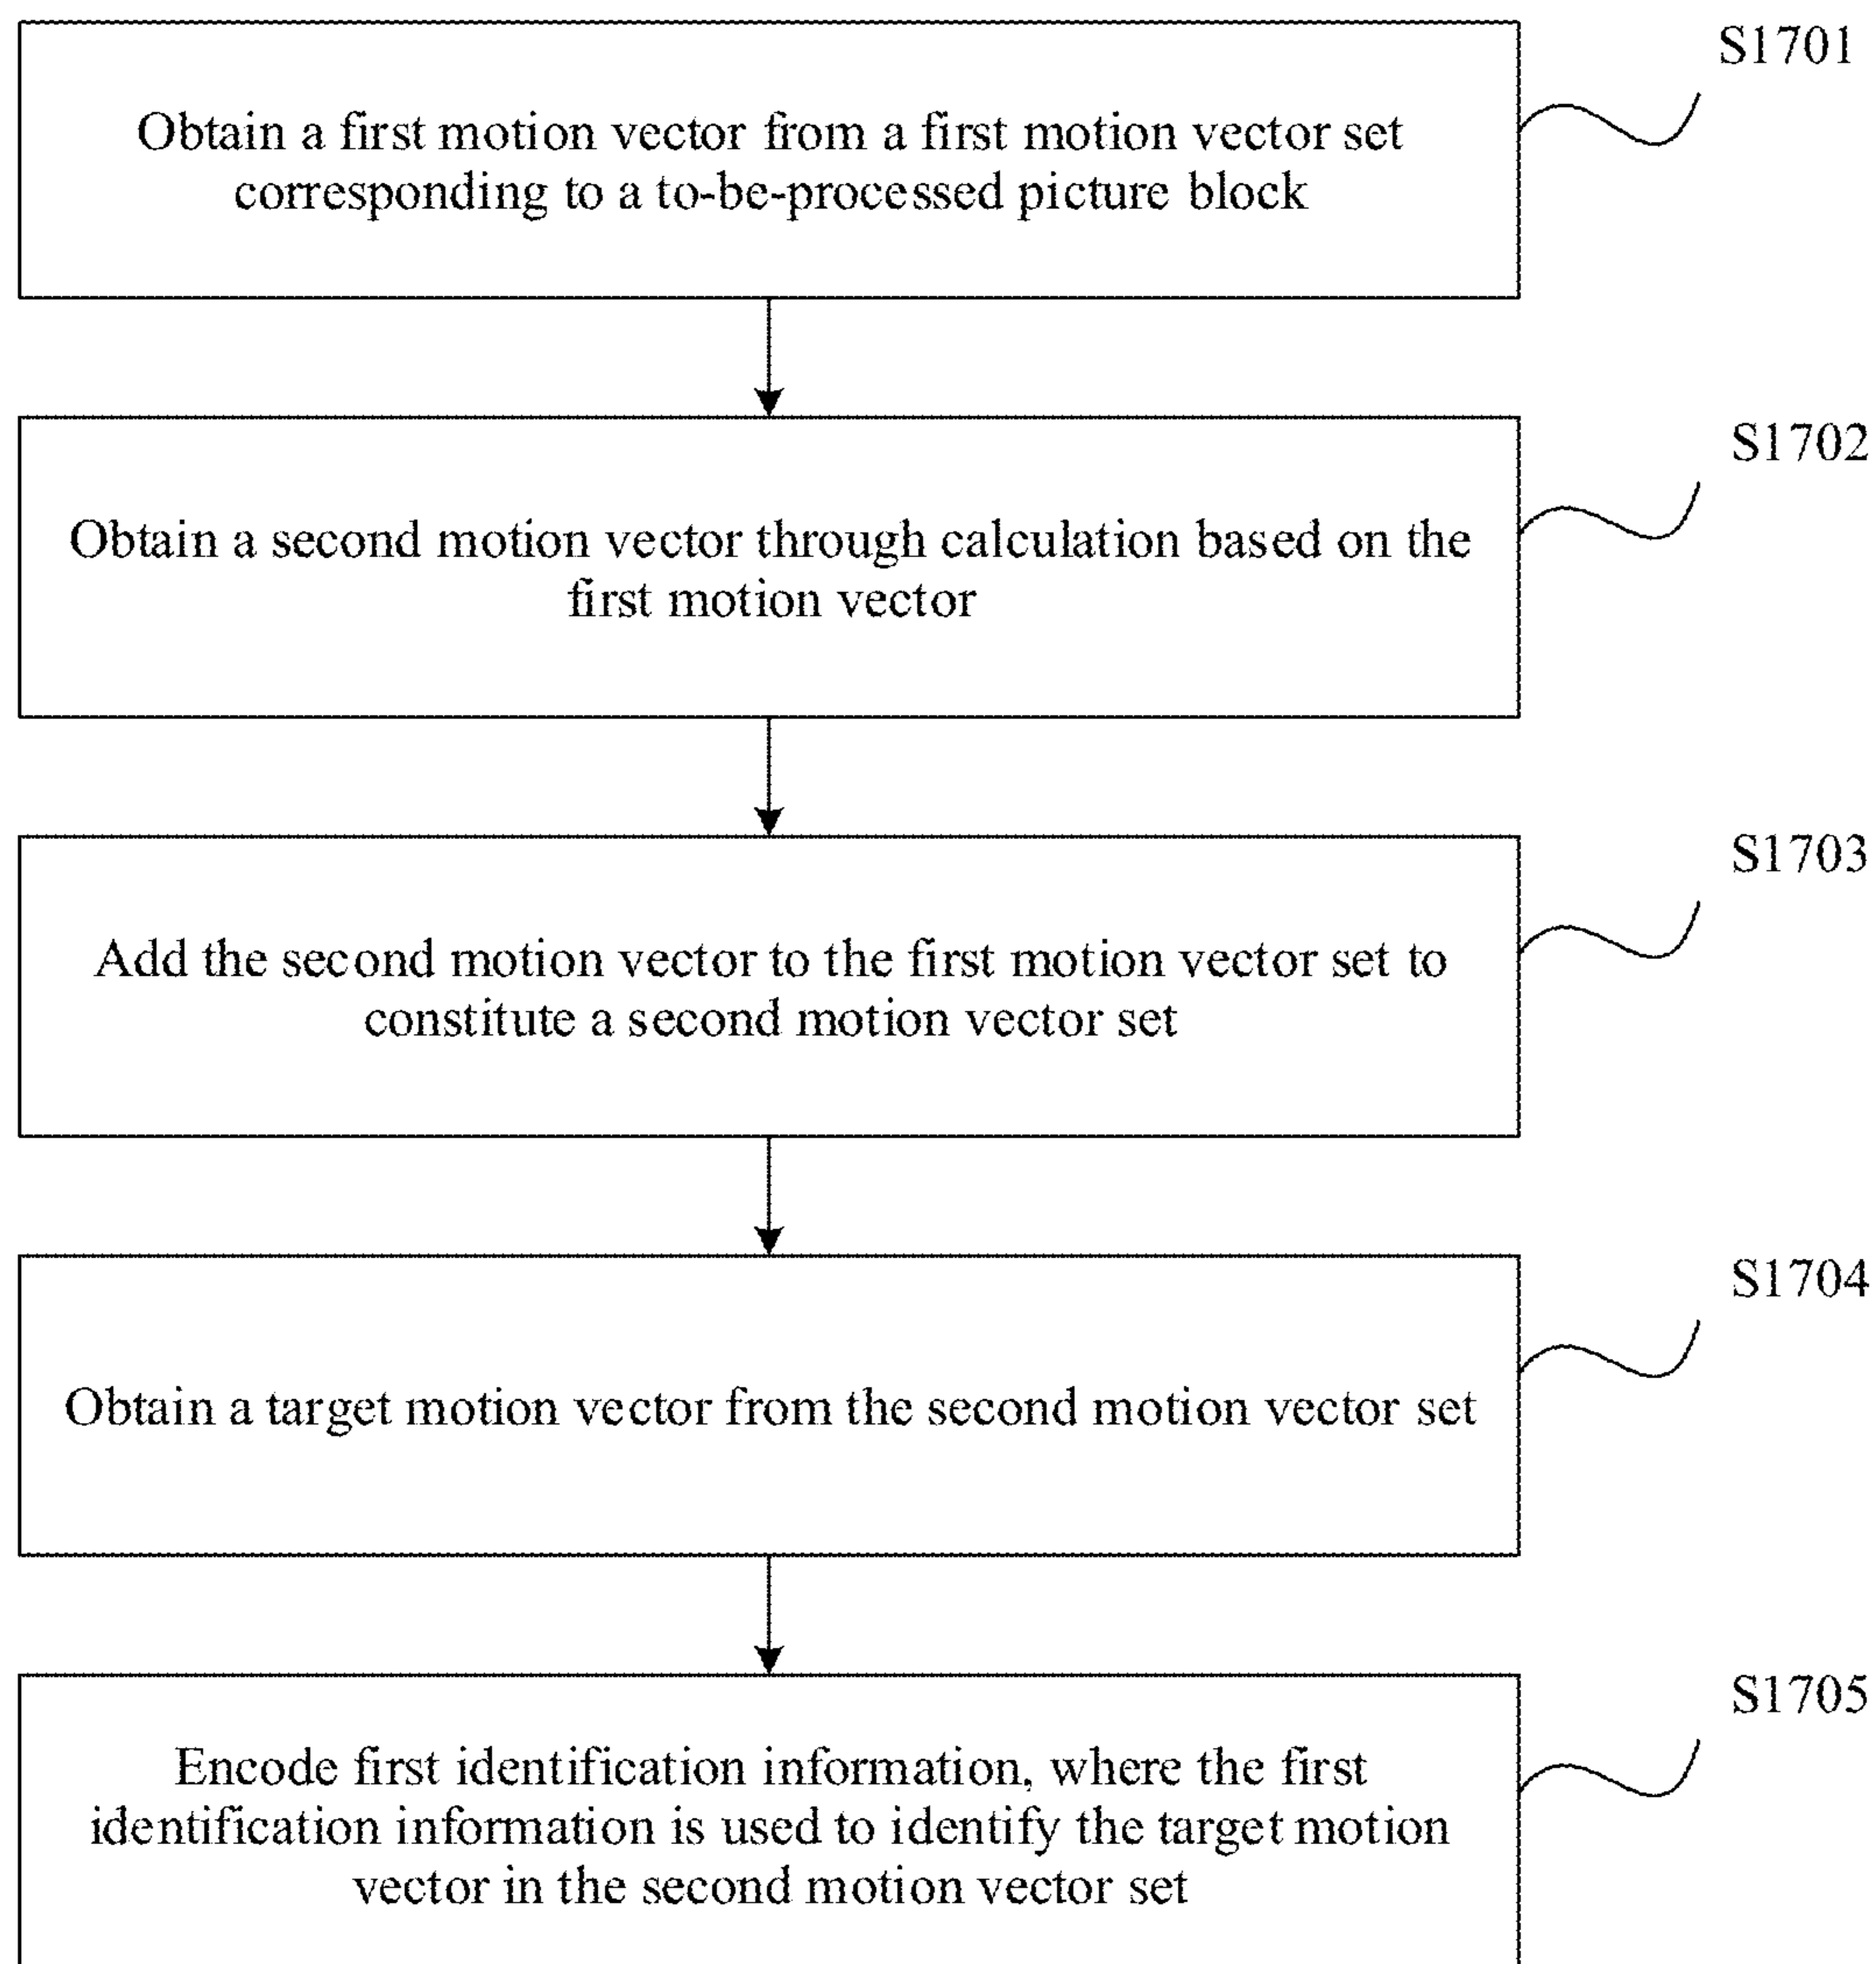 S1701
Obtain a first motion vector from a first motion vector set
corresponding to a to-be-processed picture block
S1702
Obtain a second motion vector through calculation based on the
first motion vector
S1703
Add the second motion vector to the first motion vector set to
constitute a second motion vector set
S1704
Obtain a target motion vector from the second motion vector set
S1705
Encode first identification information, where the first
identification information is used to identify the target motion
vector in the second motion vector set